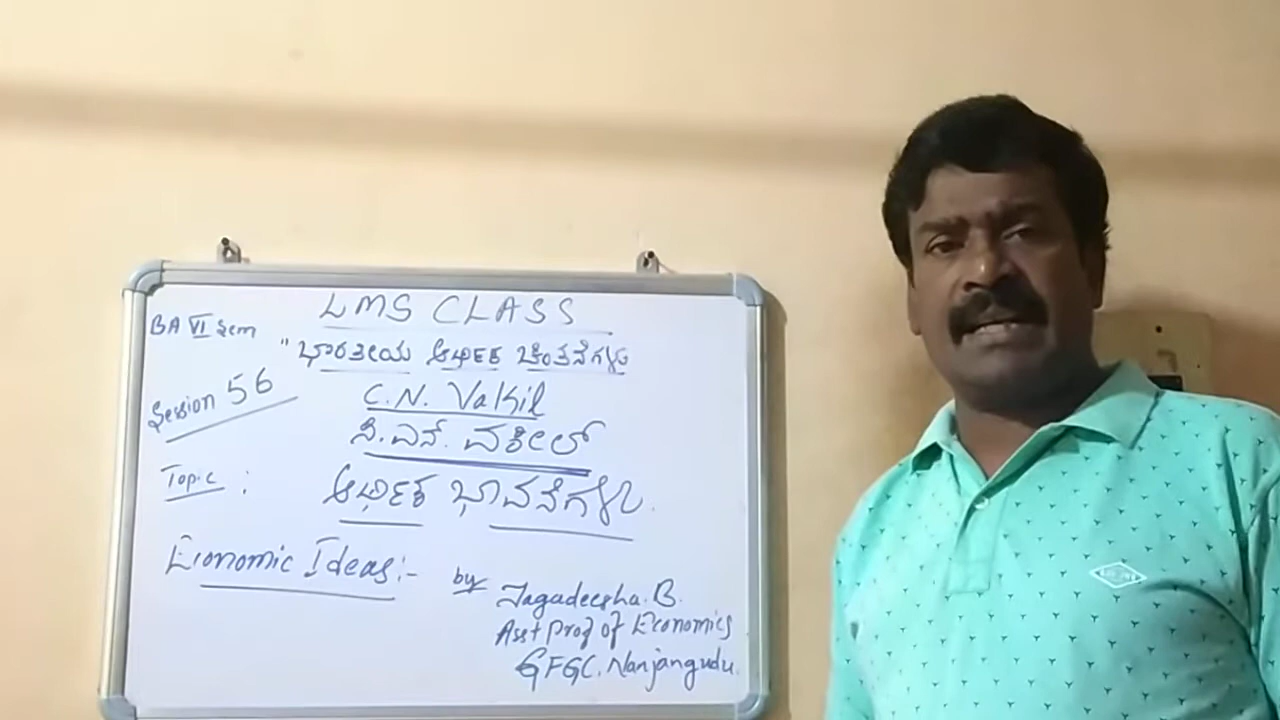 LMS CLASS
BA VI Sem
"ಭಾರತೀಯ ಆರ್ಥಿಕ ಚಿಂತನೆಗಳು
Session 56
C.N. Vakil
ಸಿ.ಎನ್. ವಕೀಲ್
Topic :
ಆರ್ಥಿಕ ಭಾವನೆಗಳು.
Economic Ideas:-
by Jagadeesha. B.
Asst Prof of Economics
GFGC. Nanjangudu.